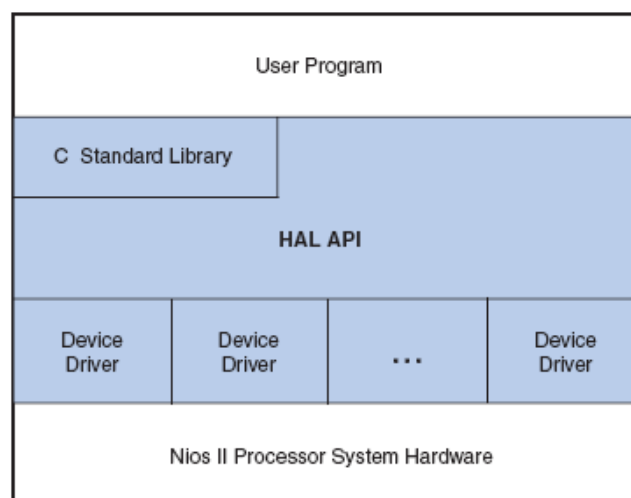 User Program
C Standard Library
HAL API
Device
Driver
Device
Driver
...
Device
Driver
Nios II Processor System Hardware